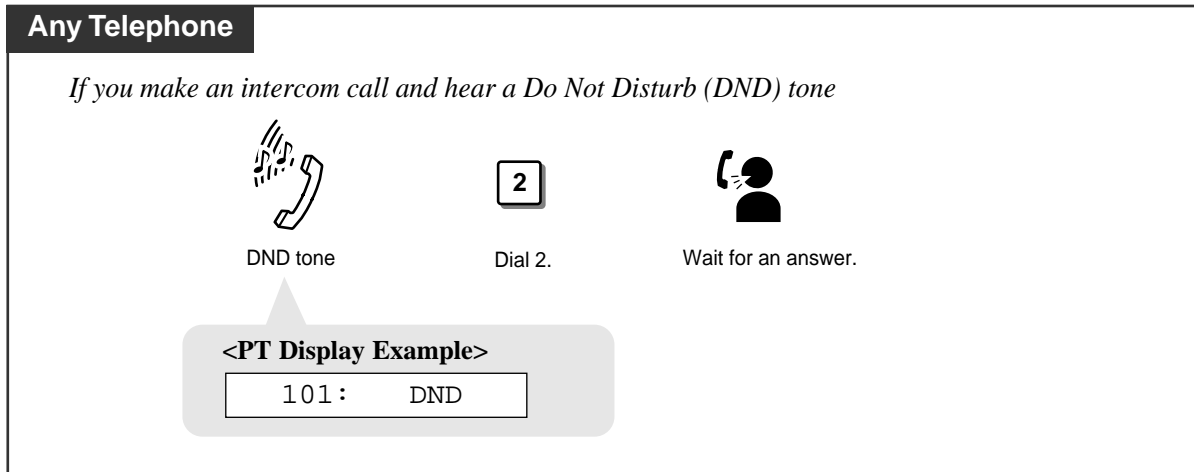 Any Telephone
If you make an intercom call and hear a Do Not Disturb (DND) tone
2
DND tone Dial 2. Wait for an answer.
<PT Display Example>
101: DND